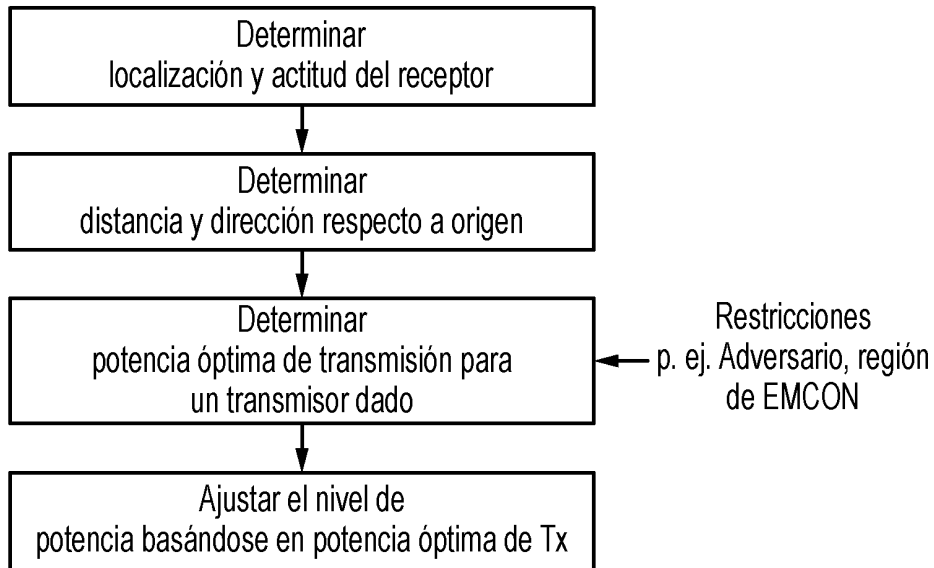 Determinar
localización y actitud del receptor
Determinar
distancia y dirección respecto a origen
Determinar
potencia óptima de transmisión para
un transmisor dado
Restricciones
p. ej. Adversario, región
de EMCON
Ajustar el nivel de
potencia basándose en potencia óptima de Tx